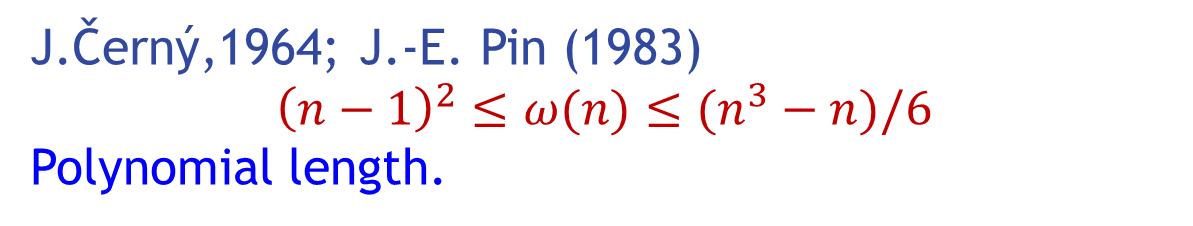 J.Černý,1964; J.-E. Pin (1983)
(n − 1)² ≤ ω(n) ≤ (n³ − n)/6
Polynomial length.